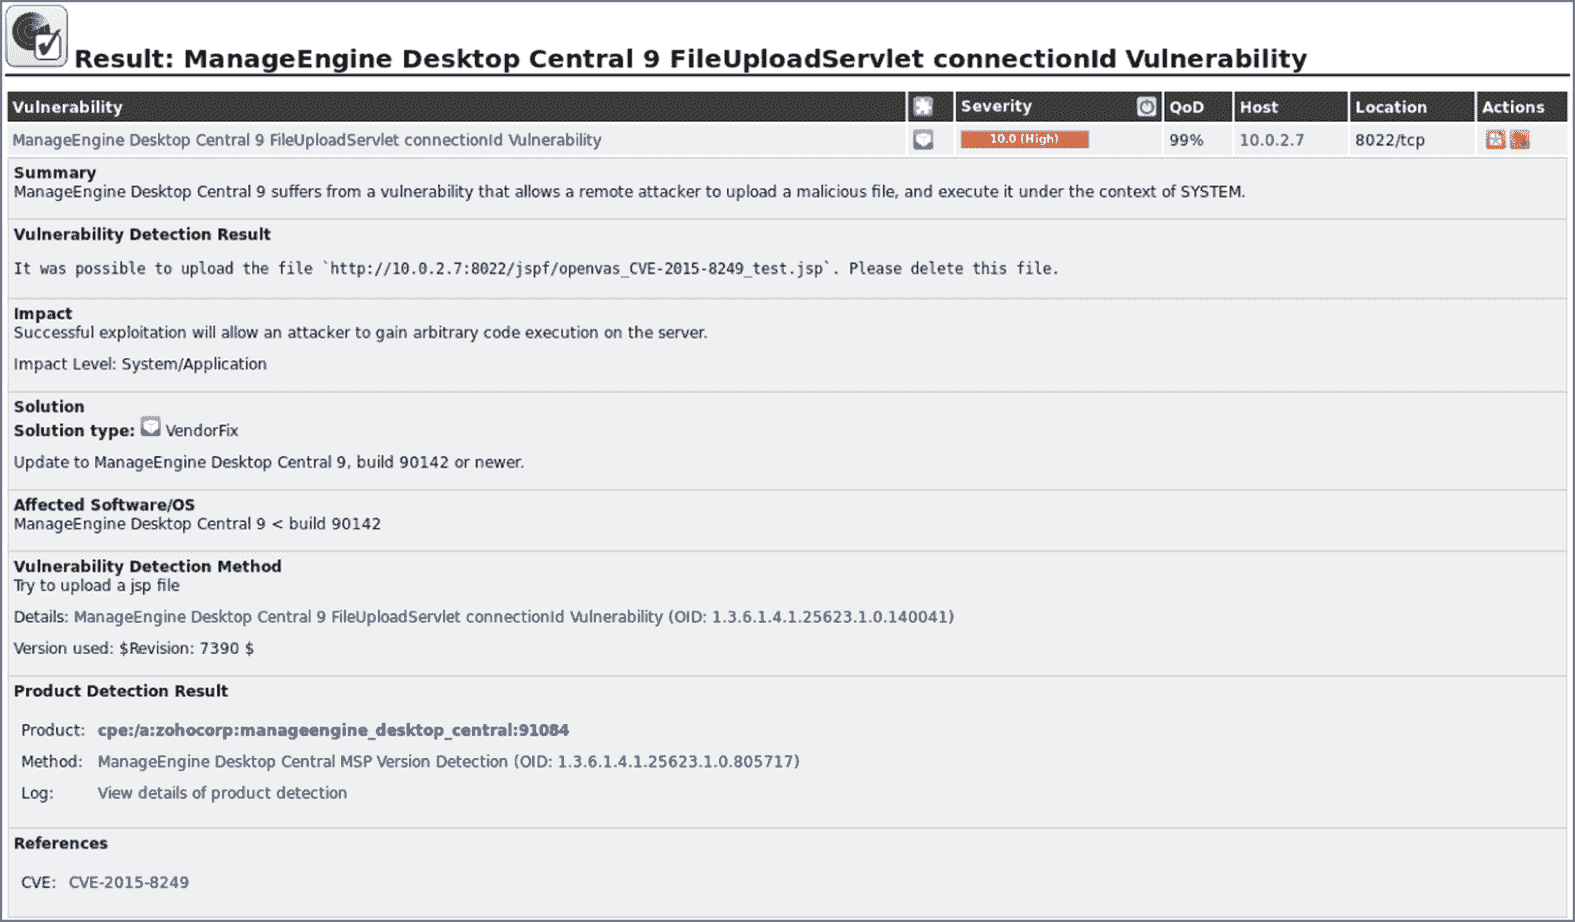 Result: ManageEngine Desktop Central 9 FileUploadServlet connectionId Vulnerability
Vulnerability Severity QoD Host Location Actions
ManageEngine Desktop Central 9 FileUploadServlet connectionId Vulnerability 10.0 (High) 99% 10.0.2.7 8022/tcp
Summary
ManageEngine Desktop Central 9 suffers from a vulnerability that allows a remote attacker to upload a malicious file, and execute it under the context of SYSTEM.
Vulnerability Detection Result
It was possible to upload the file `http://10.0.2.7:8022/jspf/openvas_CVE-2015-8249_test.jsp`. Please delete this file.
Impact
Successful exploitation will allow an attacker to gain arbitrary code execution on the server.
Impact Level: System/Application
Solution
Solution type: VendorFix
Update to ManageEngine Desktop Central 9, build 90142 or newer.
Affected Software/OS
ManageEngine Desktop Central 9 < build 90142
Vulnerability Detection Method
Try to upload a jsp file
Details: ManageEngine Desktop Central 9 FileUploadServlet connectionId Vulnerability (OID: 1.3.6.1.4.1.25623.1.0.140041)
Version used: $Revision: 7390 $
Product Detection Result
Product: cpe:/a:zohocorp:manageengine_desktop_central:91084
Method: ManageEngine Desktop Central MSP Version Detection (OID: 1.3.6.1.4.1.25623.1.0.805717)
Log: View details of product detection
References
CVE: CVE-2015-8249